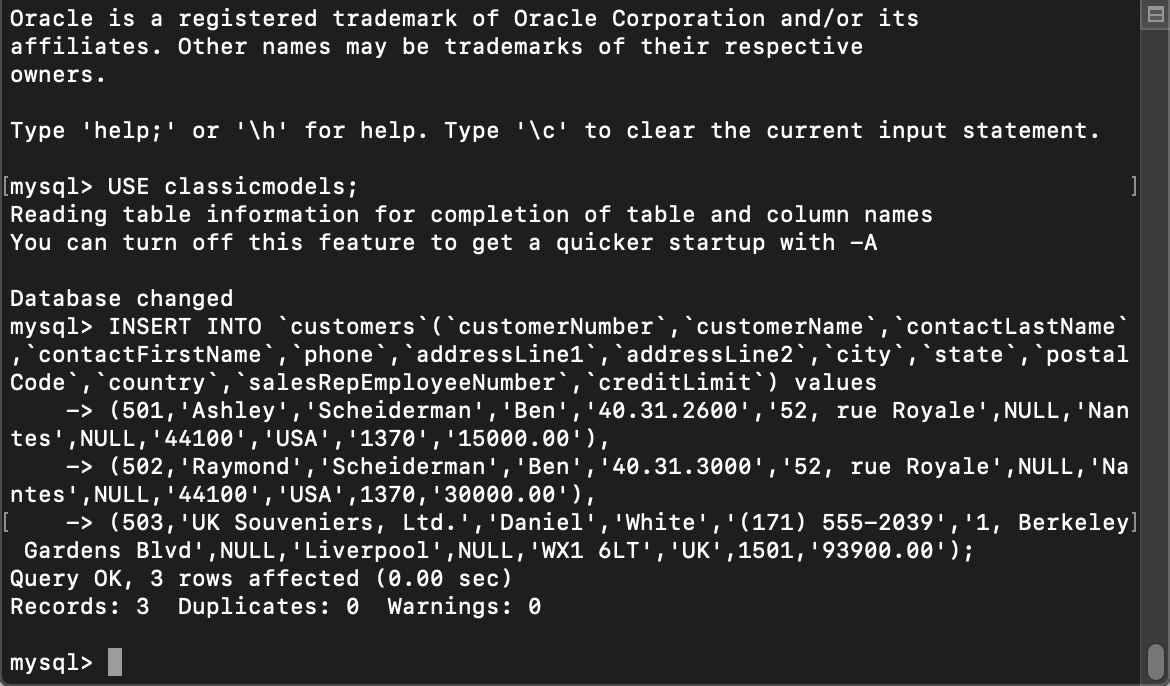 Oracle is a registered trademark of Oracle Corporation and/or its
affiliates. Other names may be trademarks of their respective
owners.
Type 'help;' or '\h' for help. Type '\c' to clear the current input statement.
[mysql> USE classicmodels; ]
Reading table information for completion of table and column names
You can turn off this feature to get a quicker startup with -A
Database changed
mysql> INSERT INTO `customers`(`customerNumber`,`customerName`,`contactLastName`
,`contactFirstName`,`phone`,`addressLine1`,`addressLine2`,`city`,`state`,`postal
Code`,`country`,`salesRepEmployeeNumber`,`creditLimit`) values
    -> (501,'Ashley','Scheiderman','Ben','40.31.2600','52, rue Royale',NULL,'Nan
tes',NULL,'44100','USA','1370','15000.00'),
    -> (502,'Raymond','Scheiderman','Ben','40.31.3000','52, rue Royale',NULL,'Na
ntes',NULL,'44100','USA',1370,'30000.00'),
[    -> (503,'UK Souveniers, Ltd.','Daniel','White','(171) 555-2039','1, Berkeley]
 Gardens Blvd',NULL,'Liverpool',NULL,'WX1 6LT','UK',1501,'93900.00');
Query OK, 3 rows affected (0.00 sec)
Records: 3  Duplicates: 0  Warnings: 0
mysql>